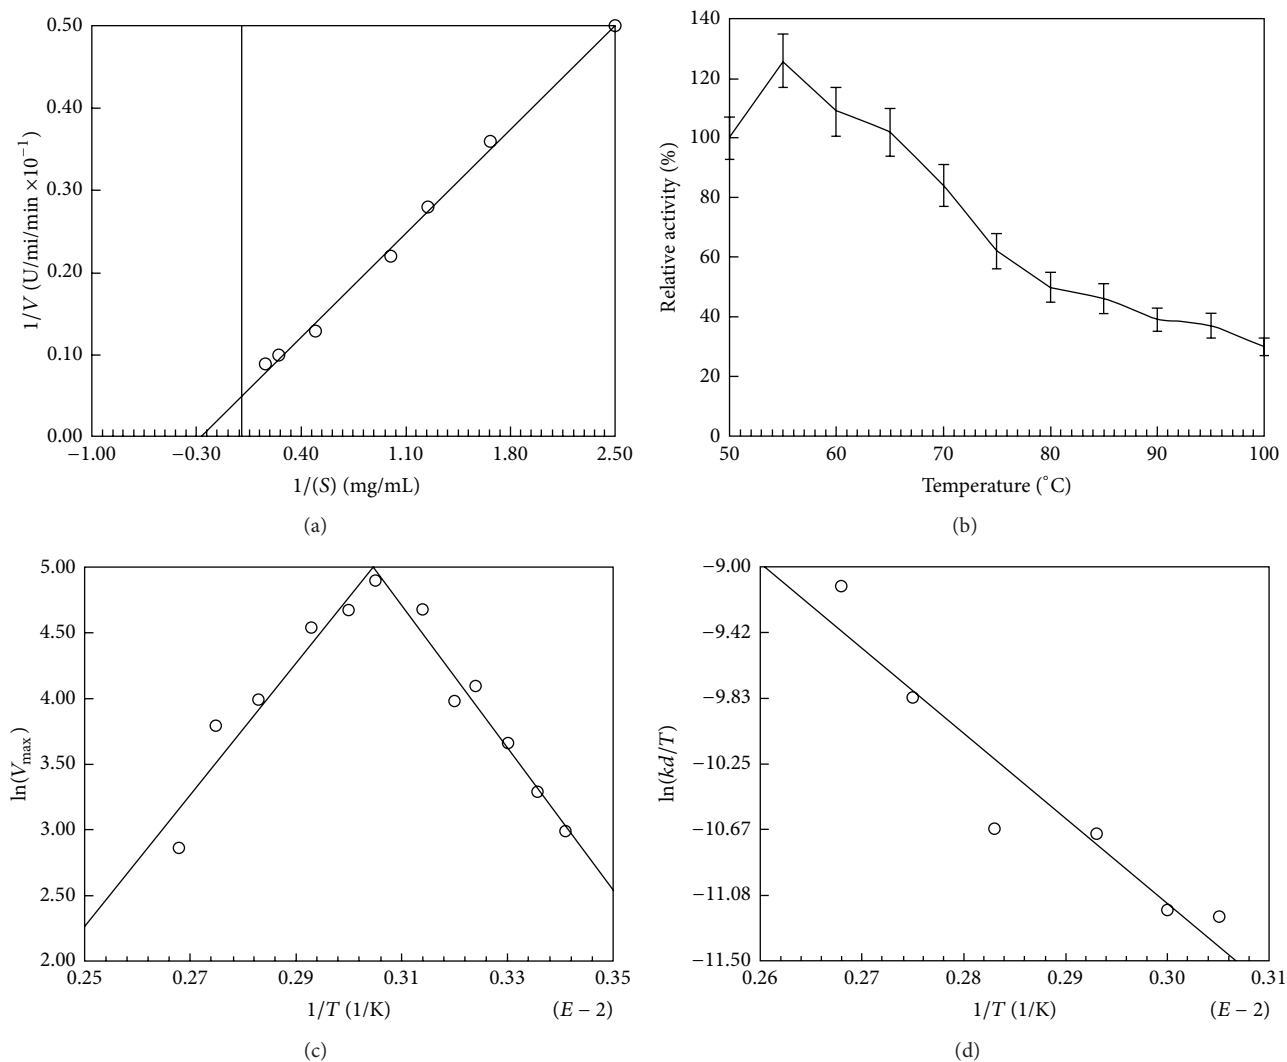 0.50
0.40
0.30
0.20
0.10
0.00
1/V (U/mi/min ×10⁻¹)
−1.00 −0.30 0.40 1.10 1.80 2.50
1/(S) (mg/mL)
(a)
140
120
100
80
60
40
20
0
Relative activity (%)
50 60 70 80 90 100
Temperature (°C)
(b)
5.00
4.50
4.00
3.50
3.00
2.50
2.00
ln(Vmax)
0.25 0.27 0.29 0.31 0.33 0.35
1/T (1/K) (E − 2)
(c)
−9.00
−9.42
−9.83
−10.25
−10.67
−11.08
−11.50
ln(kd/T)
0.26 0.27 0.28 0.29 0.30 0.31
1/T (1/K) (E − 2)
(d)